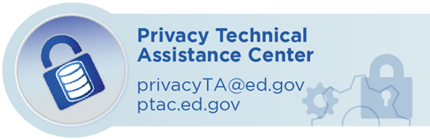 Privacy Technical
Assistance Center
privacyTA@ed.gov
ptac.ed.gov